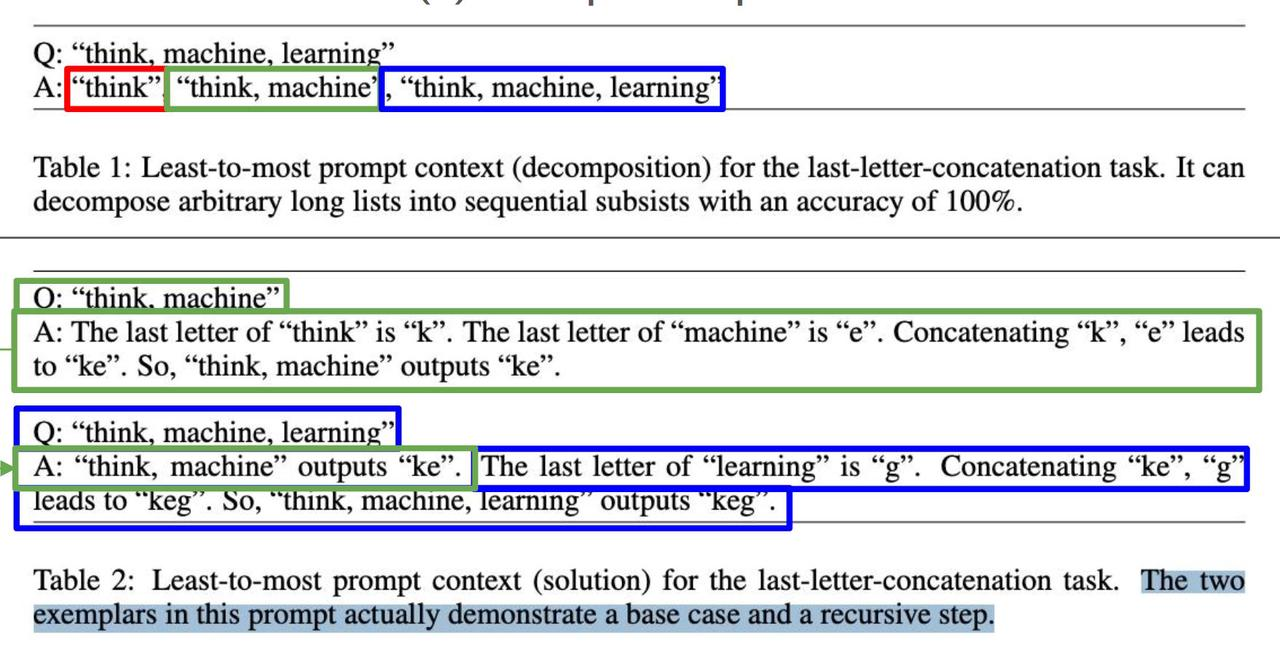 Q: “think, machine, learning”
A: “think”, “think, machine”, “think, machine, learning”
Table 1: Least-to-most prompt context (decomposition) for the last-letter-concatenation task. It can
decompose arbitrary long lists into sequential subsists with an accuracy of 100%.
Q: “think, machine”
A: The last letter of “think” is “k”. The last letter of “machine” is “e”. Concatenating “k”, “e” leads
to “ke”. So, “think, machine” outputs “ke”.
Q: “think, machine, learning”
A: “think, machine” outputs “ke”. The last letter of “learning” is “g”. Concatenating “ke”, “g”
leads to “keg”. So, “think, machine, learning” outputs “keg”.
Table 2: Least-to-most prompt context (solution) for the last-letter-concatenation task. The two
exemplars in this prompt actually demonstrate a base case and a recursive step.